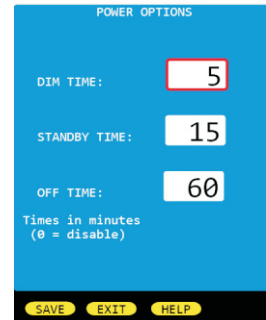 POWER OPTIONS
DIM TIME: 5
STANDBY TIME: 15
OFF TIME: 60
Times in minutes
(0 = disable)
SAVE EXIT HELP